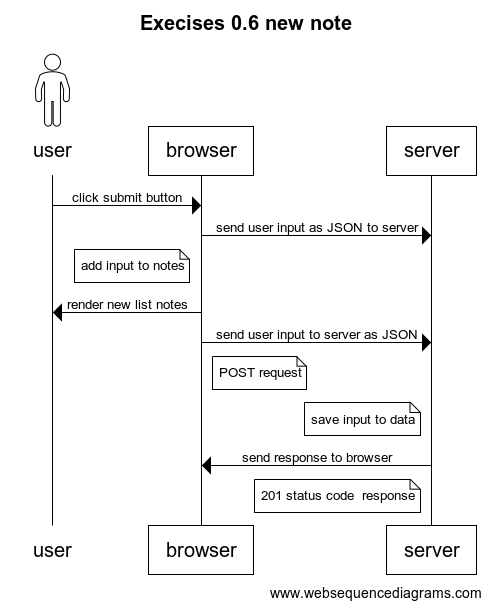 Execises 0.6 new note
user
browser
server
click submit button
send user input as JSON to server
add input to notes
render new list notes
send user input to server as JSON
POST request
save input to data
send response to browser
201 status code  response
user
browser
server
www.websequencediagrams.com